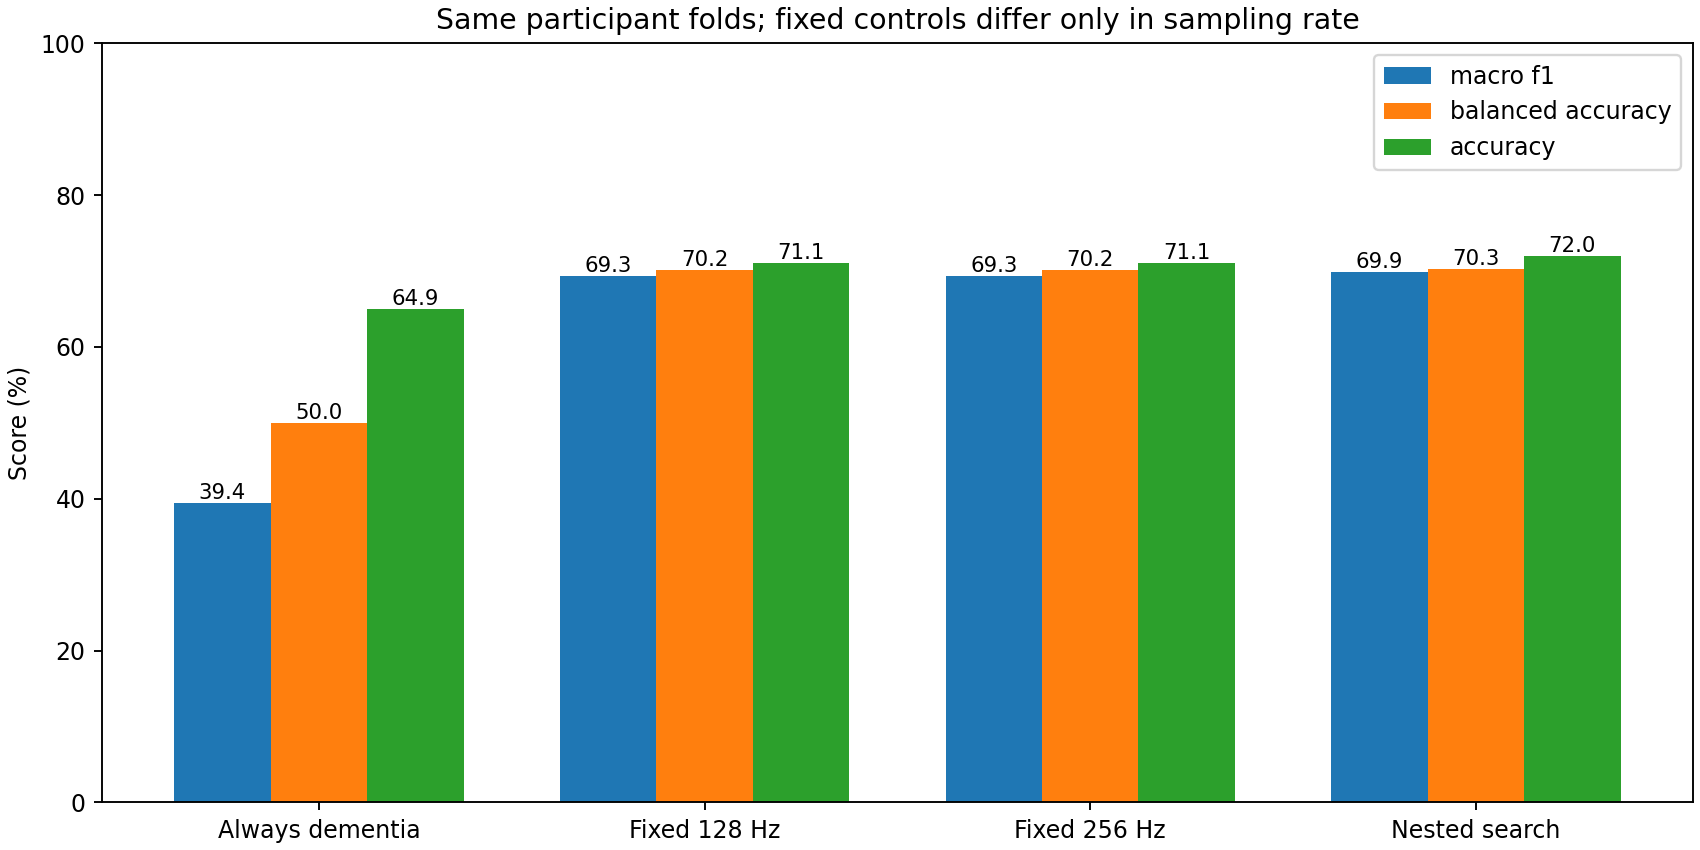 Same participant folds; fixed controls differ only in sampling rate
100
80
60
40
20
0
Score (%)
macro f1
balanced accuracy
accuracy
39.4
50.0
64.9
69.3
70.2
71.1
69.3
70.2
71.1
69.9
70.3
72.0
Always dementia
Fixed 128 Hz
Fixed 256 Hz
Nested search